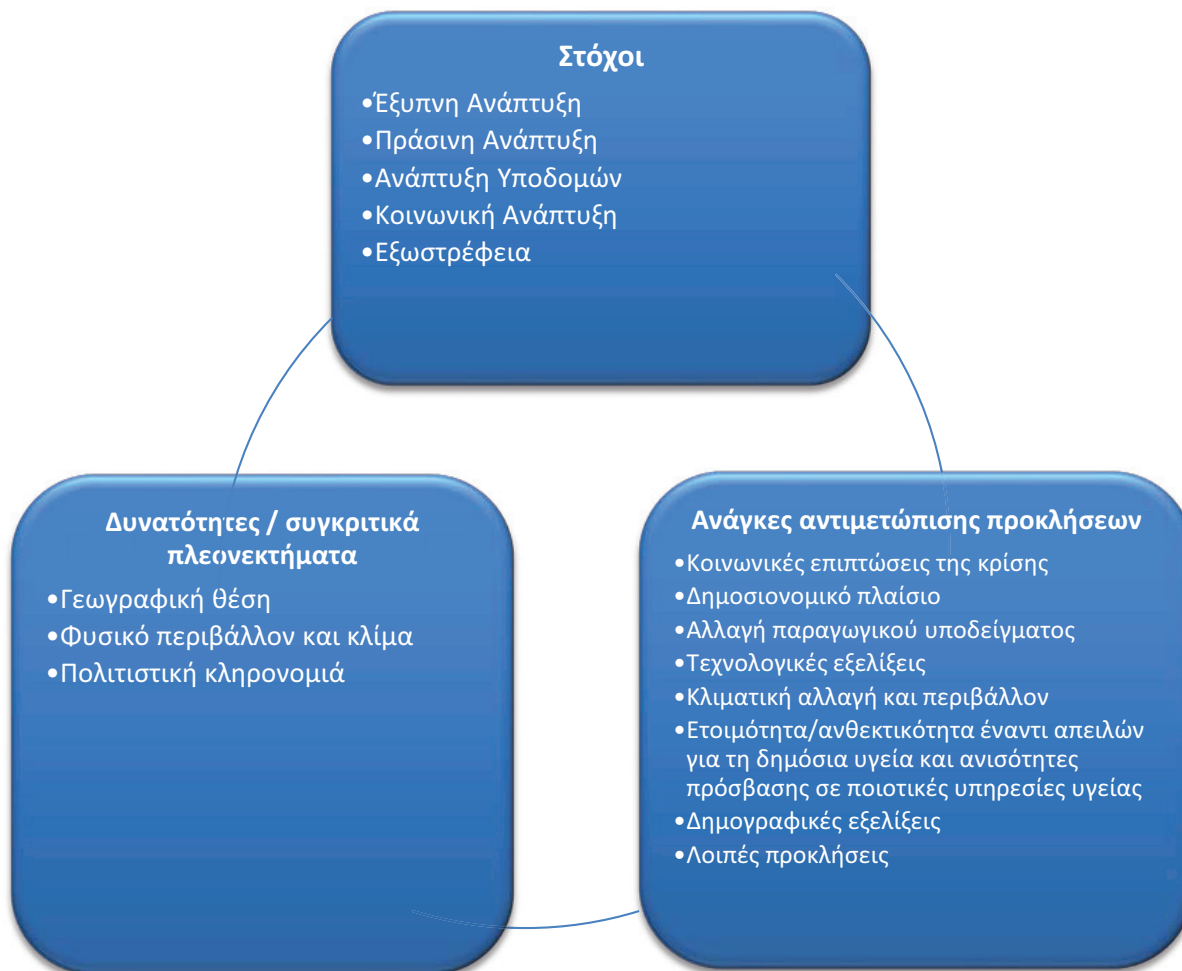 Στόχοι
•Έξυπνη Ανάπτυξη
•Πράσινη Ανάπτυξη
•Ανάπτυξη Υποδομών
•Κοινωνική Ανάπτυξη
•Εξωστρέφεια
Δυνατότητες / συγκριτικά
πλεονεκτήματα
•Γεωγραφική θέση
•Φυσικό περιβάλλον και κλίμα
•Πολιτιστική κληρονομιά
Ανάγκες αντιμετώπισης προκλήσεων
•Κοινωνικές επιπτώσεις της κρίσης
•Δημοσιονομικό πλαίσιο
•Αλλαγή παραγωγικού υποδείγματος
•Τεχνολογικές εξελίξεις
•Κλιματική αλλαγή και περιβάλλον
•Ετοιμότητα/ανθεκτικότητα έναντι απειλών
για τη δημόσια υγεία και ανισότητες
πρόσβασης σε ποιοτικές υπηρεσίες υγείας
•Δημογραφικές εξελίξεις
•Λοιπές προκλήσεις